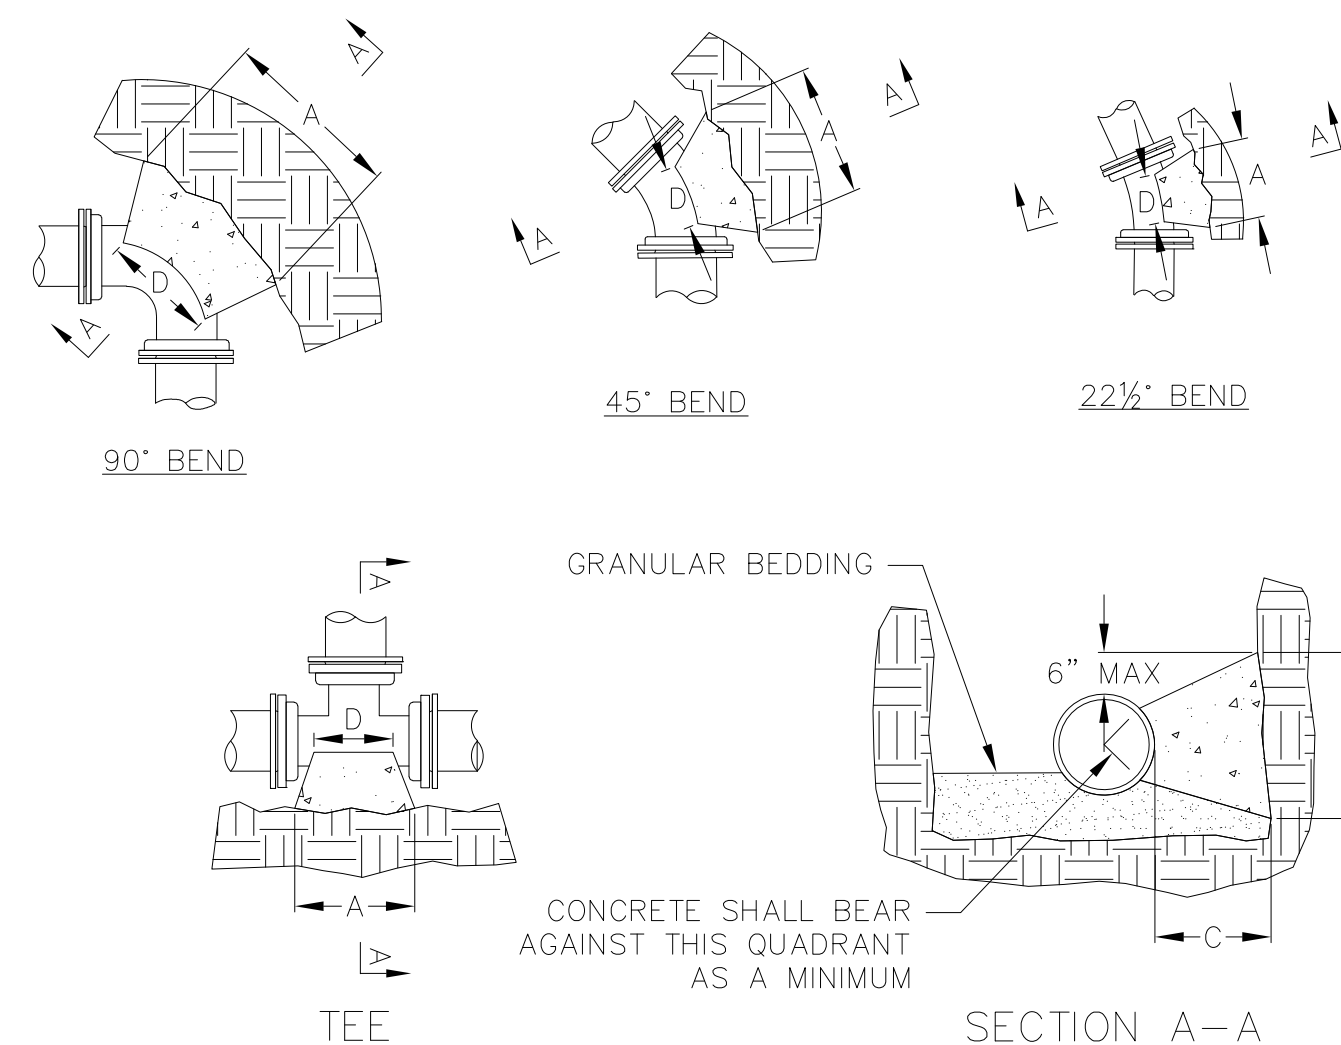 A
A
A
D
90° BEND
A
A
A
D
45° BEND
A
A
A
D
22½° BEND
A
D
A
A
TEE
GRANULAR BEDDING
6" MAX
CONCRETE SHALL BEAR
AGAINST THIS QUADRANT
AS A MINIMUM
C
SECTION A-A